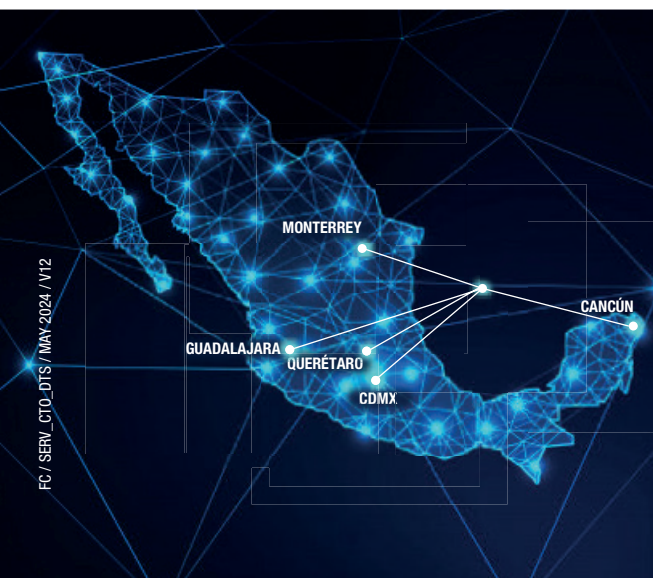 MONTERREY
CANCÚN
GUADALAJARA
QUERÉTARO
CDMX
FC / SERV_CTO_DTS / MAY 2024 / V12